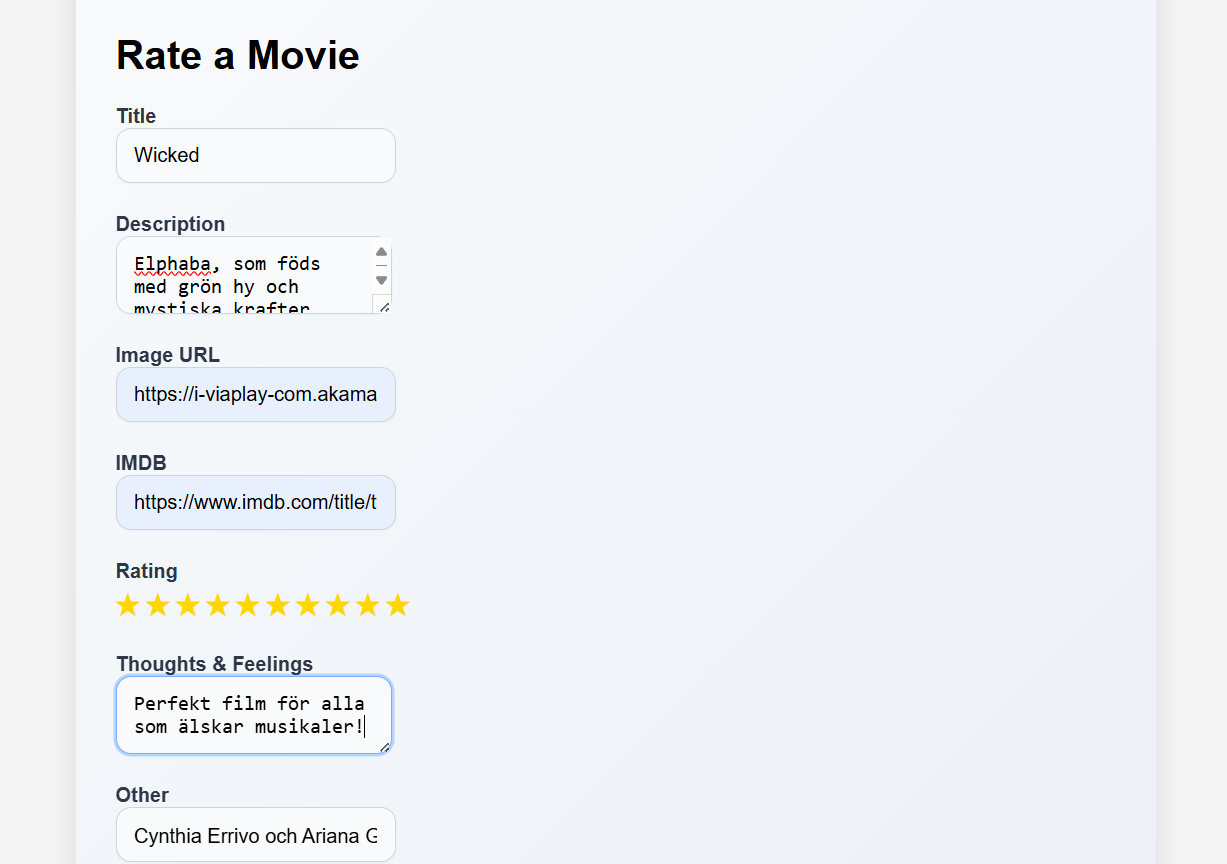 Rate a Movie
Title
Wicked
Description
Elphaba, som föds
med grön hy och
mystiska krafter
Image URL
https://i-viaplay-com.akama
IMDB
https://www.imdb.com/title/t
Rating
Thoughts & Feelings
Perfekt film för alla
som älskar musikaler!
Other
Cynthia Errivo och Ariana G